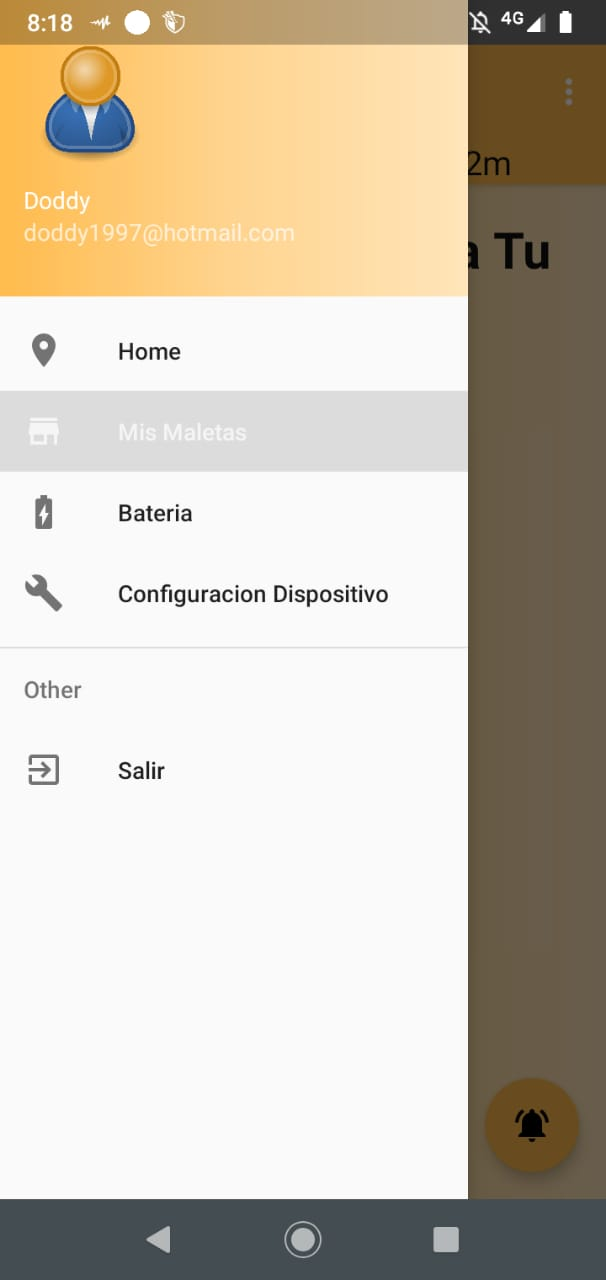 8:18 4G
2m
Doddy
doddy1997@hotmail.com
a Tu
Home
Mis Maletas
Bateria
Configuracion Dispositivo
Other
Salir